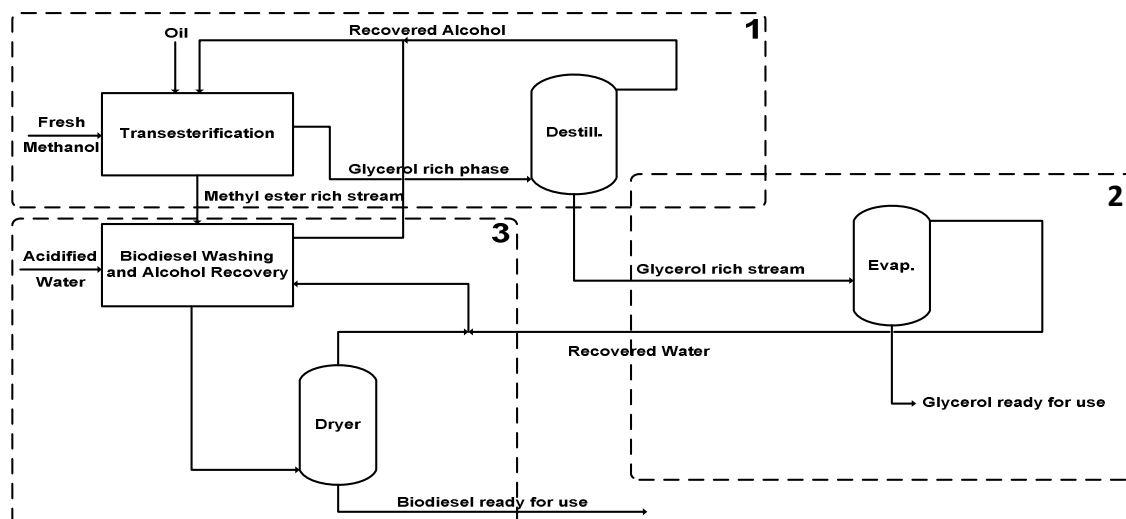 1
Oil
Recovered Alcohol
Fresh
Methanol
Transesterification
Destill.
Glycerol rich phase
Methyl ester rich stream
2
3
Acidified
Water
Biodiesel Washing
and Alcohol Recovery
Glycerol rich stream
Evap.
Recovered Water
Glycerol ready for use
Dryer
Biodiesel ready for use